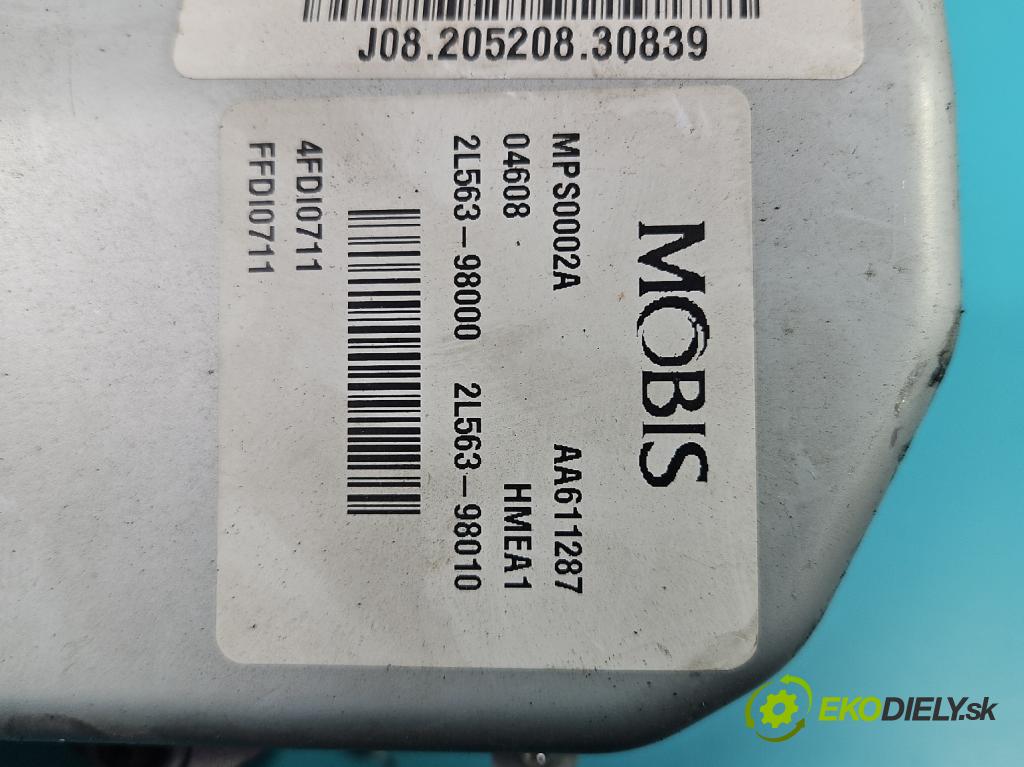 J08.205208.30839
MOBIS
MPS0002A AA611287
04608 HMEA1
2L563-98000 2L563-98010
4FDI0711
FFDI0711
EKODIELY.sk